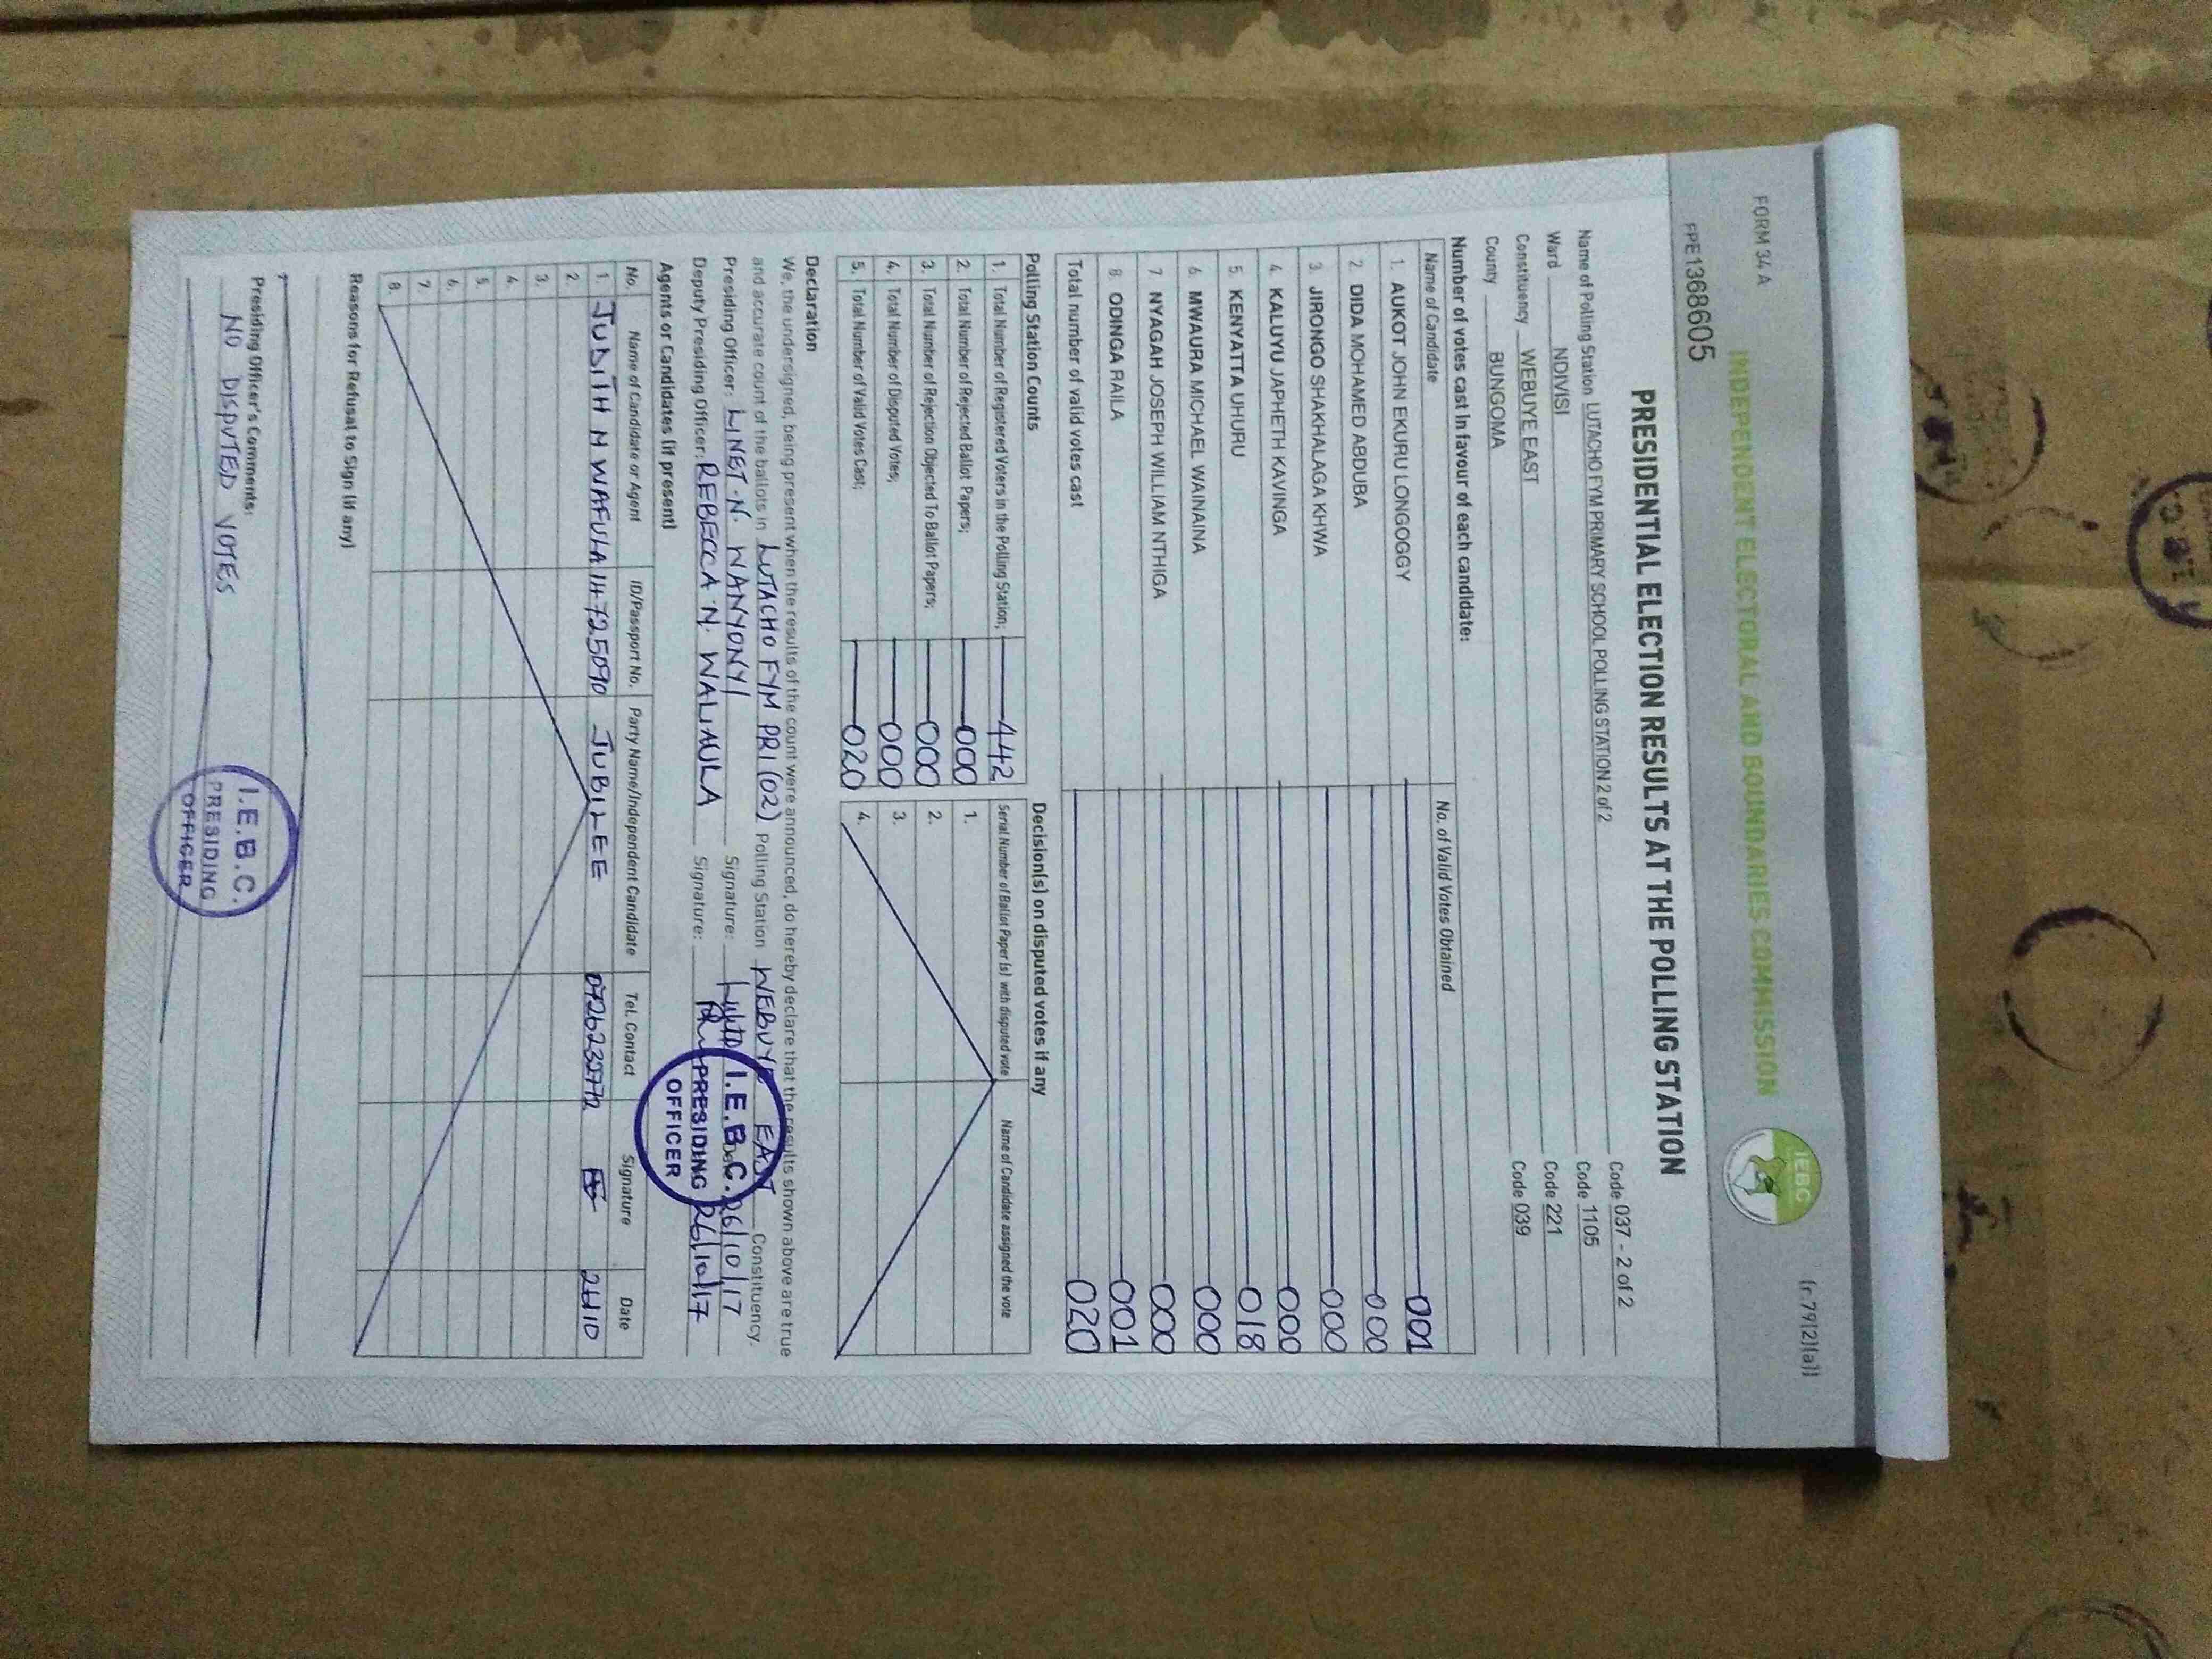 FORM 34 A
(r.79(2)(a))
INDEPENDENT ELECTORAL AND BOUNDARIES COMMISSION
IEBC
FPE1368605
PRESIDENTIAL ELECTION RESULTS AT THE POLLING STATION
Name of Polling Station LUTACHO FYM PRIMARY SCHOOL POLLING STATION 2 of 2 Code 037 - 2 of 2
Ward NDIVISI Code 1105
Constituency WEBUYE EAST Code 221
County BUNGOMA Code 039
Number of votes cast in favour of each candidate:
Name of Candidate No. of Valid Votes Obtained
1. AUKOT JOHN EKURU LONGOGGY 001
2. DIDA MOHAMED ABDUBA 000
3. JIRONGO SHAKHALAGA KHWA 000
4. KALUYU JAPHETH KAVINGA 000
5. KENYATTA UHURU 018
6. MWAURA MICHAEL WAINAINA 000
7 NYAGAH JOSEPH WILLIAM NTHIGA 000
8. ODINGA RAILA 001
Total number of valid votes cast 020
Polling Station Counts
1. Total Number of Registered Voters in the Polling Station; 442
2. Total Number of Rejected Ballot Papers; 000
3. Total Number of Rejection Objected To Ballot Papers; 000
4. Total Number of Disputed Votes; 000
5. Total Number of Valid Votes Cast; 020
Decision(s) on disputed votes if any
Serial Number of Ballot Paper (s) with disputed vote Name of Candidate assigned the vote
1.
2.
3.
4.
Declaration
We, the undersigned, being present when the results of the count were announced, do hereby declare that the results shown above are true
and accurate count of the ballots in LUTACHO FYM PRI (02) Polling Station WEBUYE EAST Constituency.
Presiding Officer: LINET N. WANYONYI Signature: 26/10/17
Deputy Presiding Officer: REBECCA N. WALIAULA Signature: 26/10/17
I.E.B.C.
PRESIDING
OFFICER
Agents or Candidates (if present)
No. Name of Candidate or Agent ID/Passport No. Party Name/Independent Candidate Tel. Contact Signature Date
1. JUDITH N WAFULA 14725090 JUBILEE 0726232772
2.
3.
4.
5.
6.
7.
8.
Reasons for Refusal to Sign (if any)
Presiding Officer's Comments:
NO DISPUTED VOTES
I.E.B.C.
PRESIDING
OFFICER